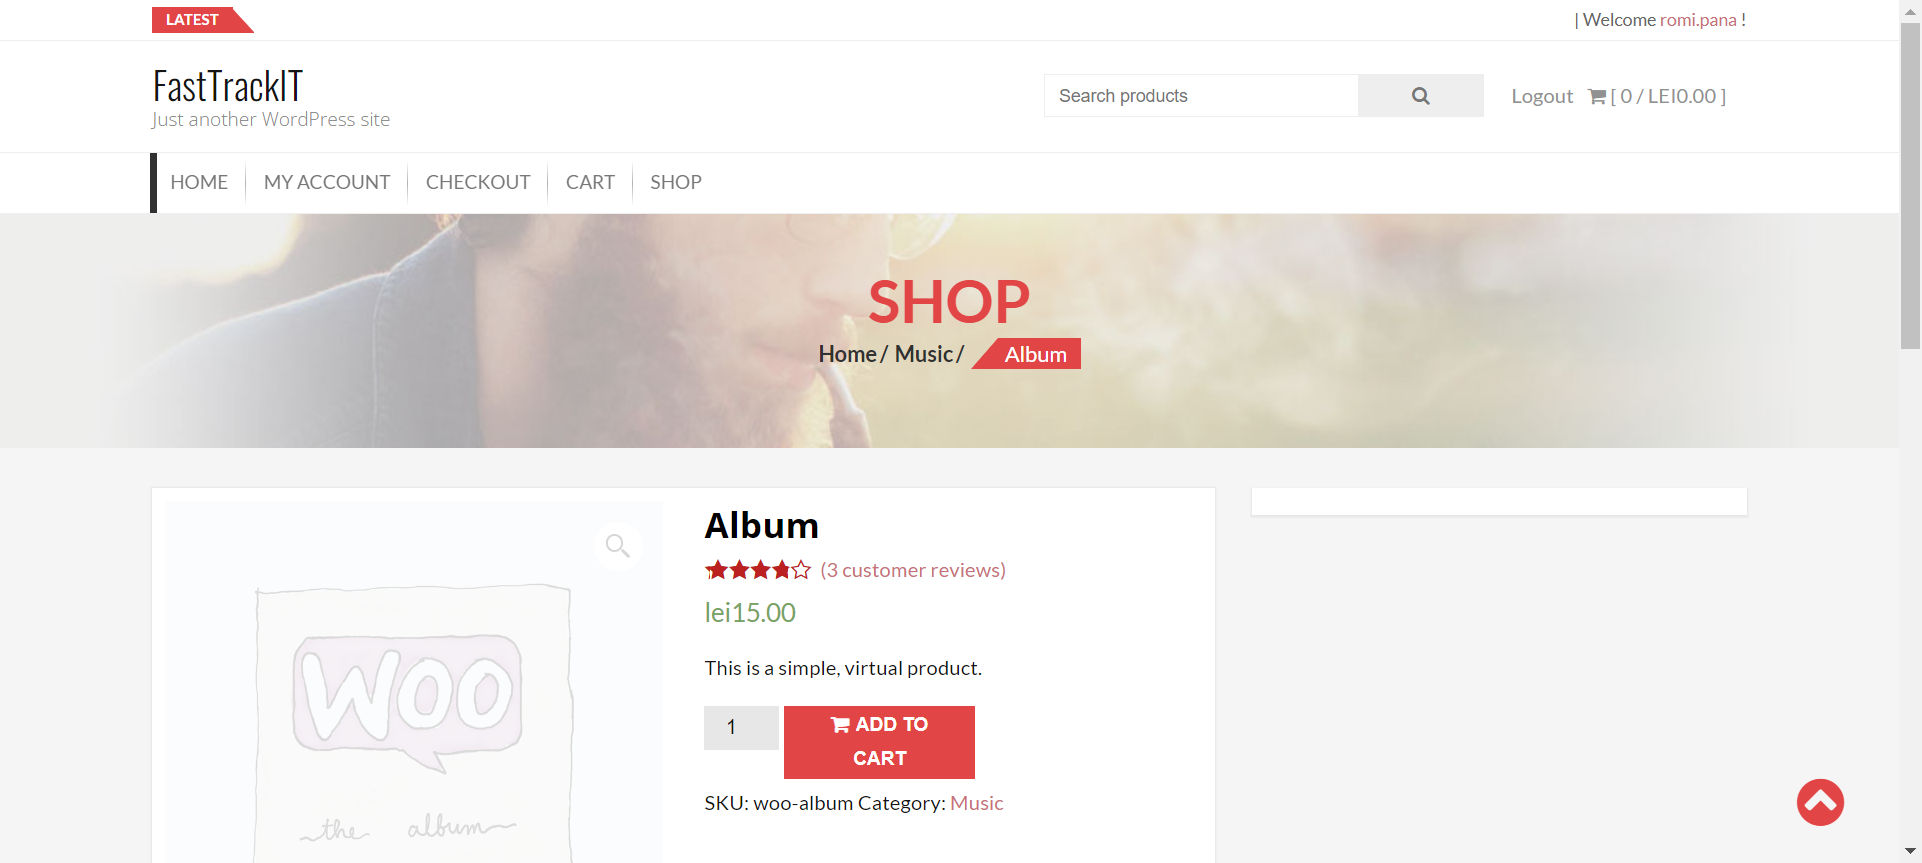 LATEST
| Welcome romi.pana !
FastTrackIT
Just another WordPress site
Search products
Logout [ 0 / LEI0.00 ]
HOME MY ACCOUNT CHECKOUT CART SHOP
SHOP
Home / Music / Album
Album
(3 customer reviews)
lei15.00
This is a simple, virtual product.
1
ADD TO
CART
SKU: woo-album Category: Music
WOO
the album